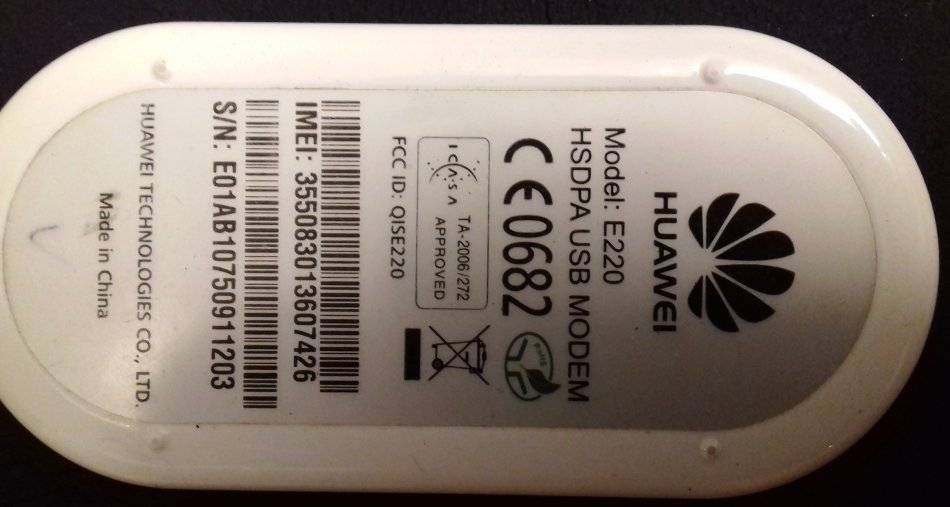 HUAWEI
Model: E220
HSDPA USB MODEM
CE0682
RoHS
ICASA
TA-2006/272
APPROVED
FCC ID: QISE220
IMEI: 355083013607426
S/N: E01AB10750911203
HUAWEI TECHNOLOGIES CO., LTD.
Made in China